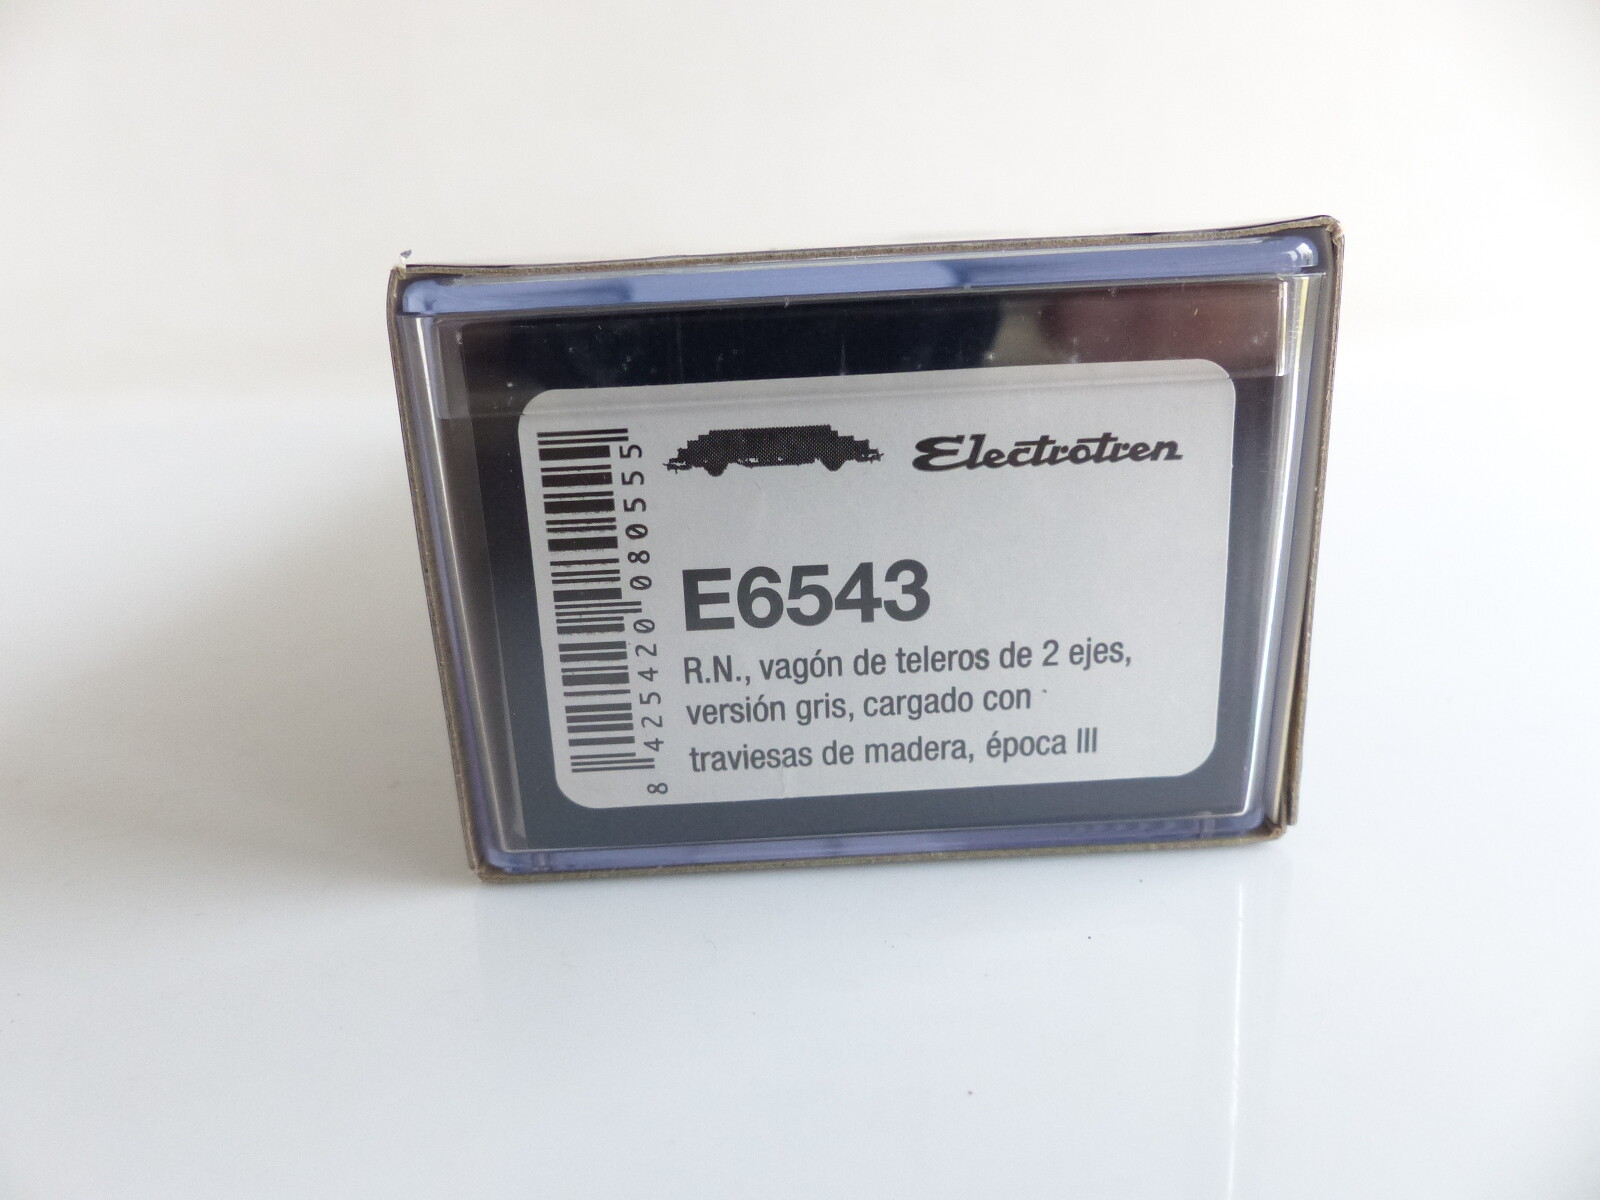 Electrotren
E6543
R.N., vagón de teleros de 2 ejes,
versión gris, cargado con
traviesas de madera, época III
8 425420 080555